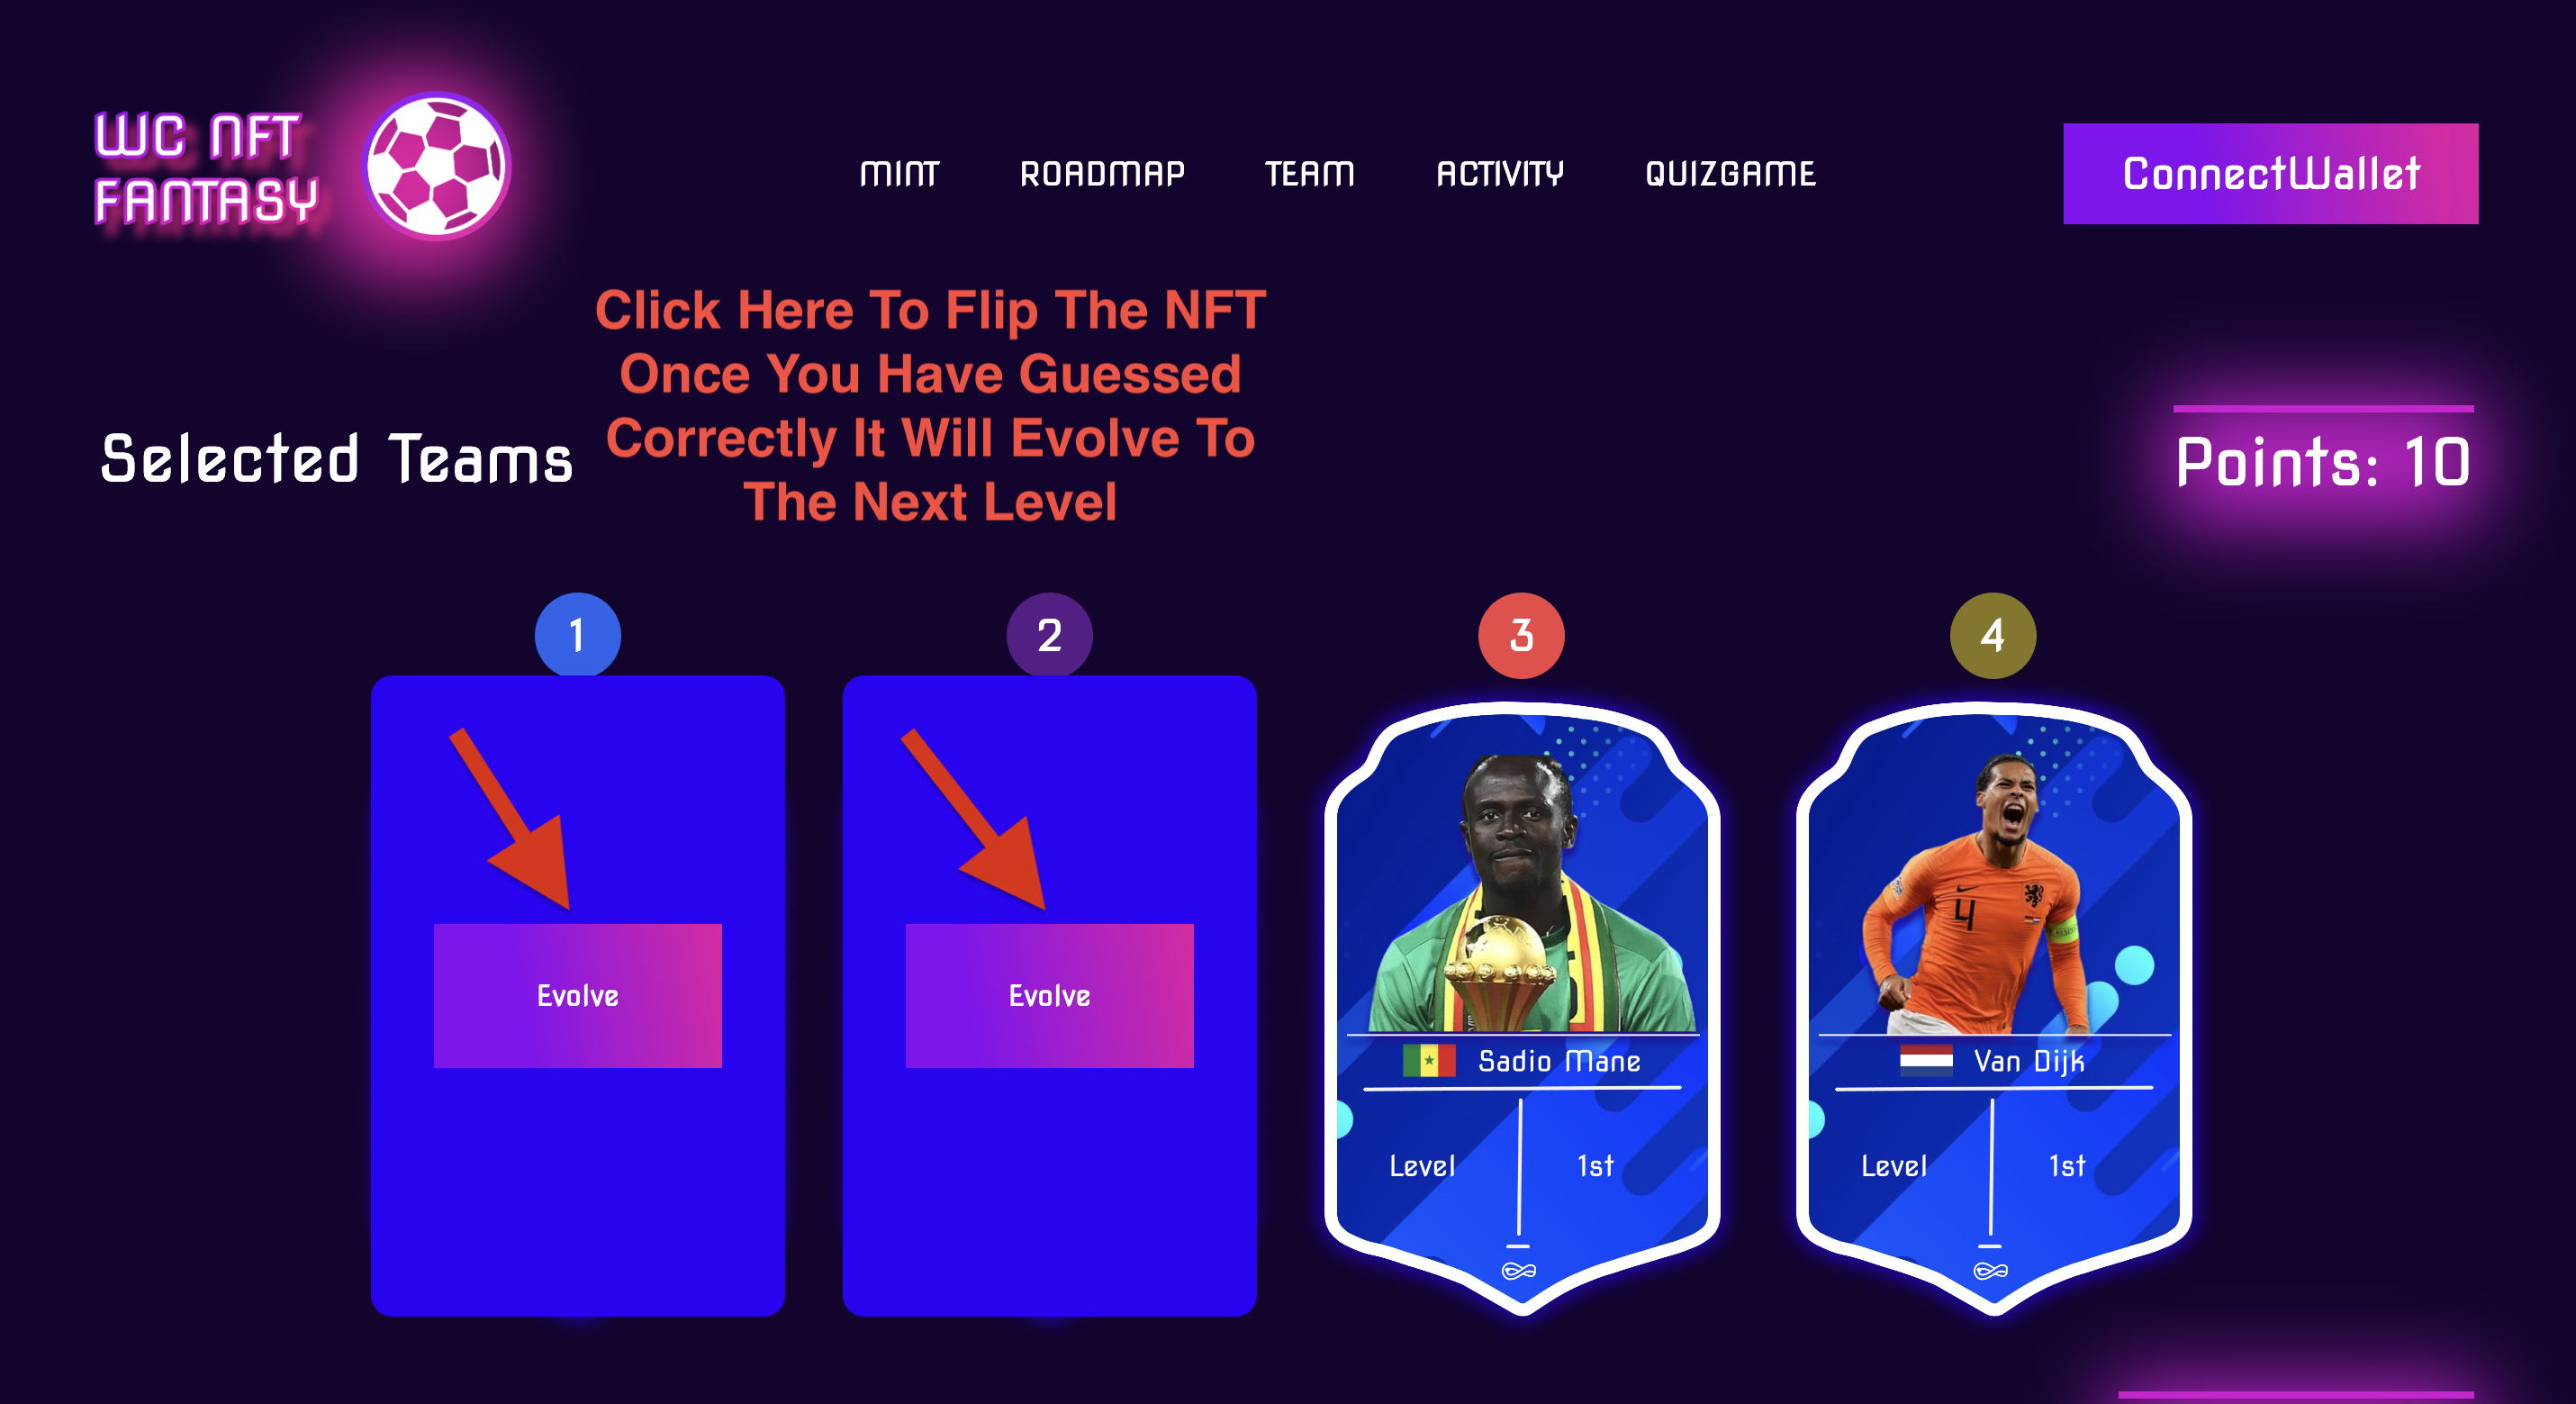 WC NFT
FANTASY
MINT ROADMAP TEAM ACTIVITY QUIZGAME
ConnectWallet
Click Here To Flip The NFT
Once You Have Guessed
Correctly It Will Evolve To
The Next Level
Selected Teams
Points: 10
1
2
3
4
Evolve
Evolve
4
Sadio Mane
Van Dijk
Level 1st
Level 1st